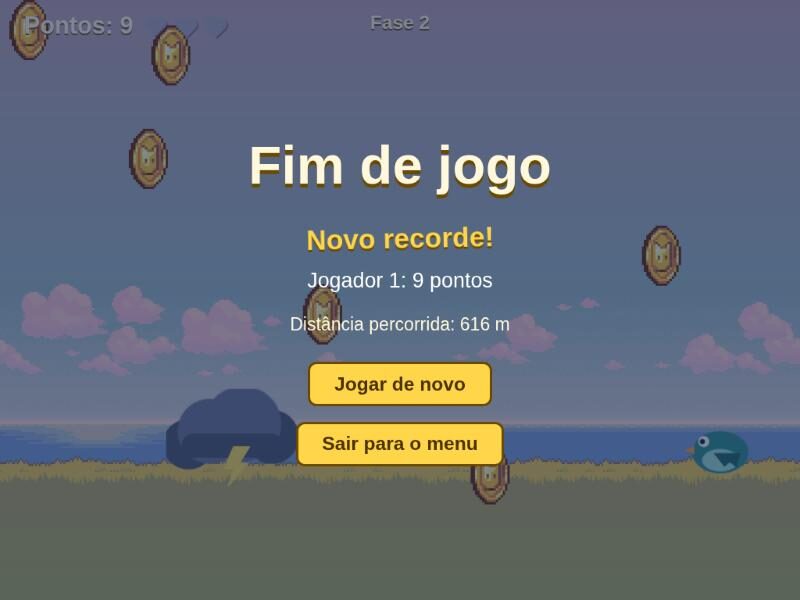 Pontos: 9
Fase 2
Fim de jogo
Novo recorde!
Jogador 1: 9 pontos
Distância percorrida: 616 m
Jogar de novo
Sair para o menu